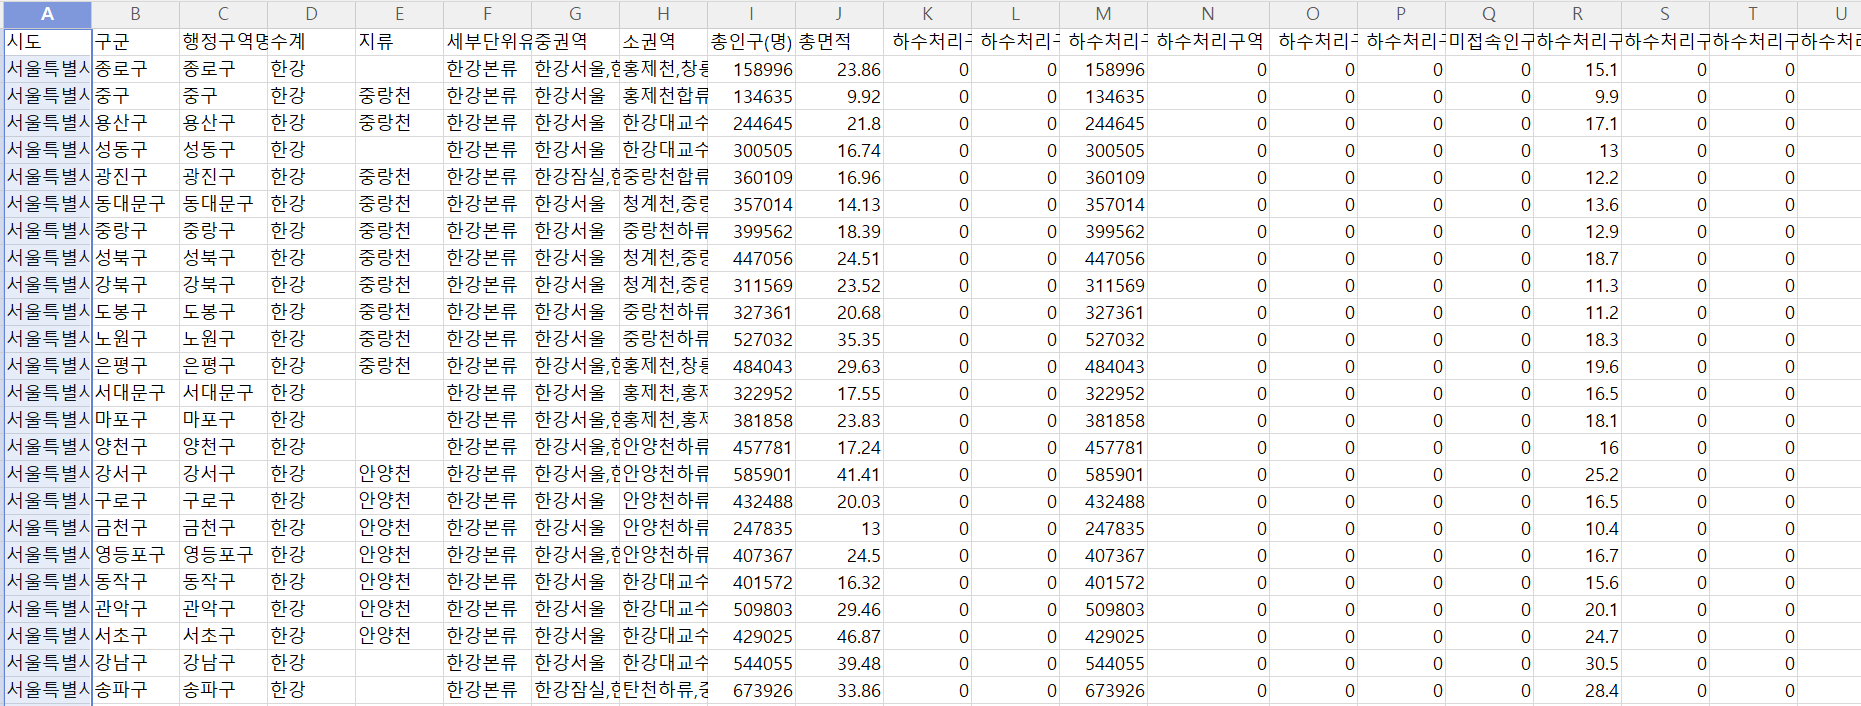 A B C D E F G H I J K L M N O P Q R S T U
시도 구군 행정구역명 수계 지류 세부단위유 중권역 소권역 총인구(명) 총면적 하수처리구 하수처리구 하수처리구 하수처리구역 하수처리구 하수처리구 미접속인구 하수처리구 하수처리구 하수처리구 하수처리
서울특별시 종로구 종로구 한강 한강본류 한강서울,한 홍제천,창릉 158996 23.86 0 0 158996 0 0 0 0 15.1 0 0
서울특별시 중구 중구 한강 중랑천 한강본류 한강서울 홍제천합류 134635 9.92 0 0 134635 0 0 0 0 9.9 0 0
서울특별시 용산구 용산구 한강 중랑천 한강본류 한강서울 한강대교수 244645 21.8 0 0 244645 0 0 0 0 17.1 0 0
서울특별시 성동구 성동구 한강 한강본류 한강서울 한강대교수 300505 16.74 0 0 300505 0 0 0 0 13 0 0
서울특별시 광진구 광진구 한강 중랑천 한강본류 한강잠실,한 중랑천합류 360109 16.96 0 0 360109 0 0 0 0 12.2 0 0
서울특별시 동대문구 동대문구 한강 중랑천 한강본류 한강서울 청계천,중랑 357014 14.13 0 0 357014 0 0 0 0 13.6 0 0
서울특별시 중랑구 중랑구 한강 중랑천 한강본류 한강서울 중랑천하류 399562 18.39 0 0 399562 0 0 0 0 12.9 0 0
서울특별시 성북구 성북구 한강 중랑천 한강본류 한강서울 청계천,중랑 447056 24.51 0 0 447056 0 0 0 0 18.7 0 0
서울특별시 강북구 강북구 한강 중랑천 한강본류 한강서울 청계천,중랑 311569 23.52 0 0 311569 0 0 0 0 11.3 0 0
서울특별시 도봉구 도봉구 한강 중랑천 한강본류 한강서울 중랑천하류 327361 20.68 0 0 327361 0 0 0 0 11.2 0 0
서울특별시 노원구 노원구 한강 중랑천 한강본류 한강서울 중랑천하류 527032 35.35 0 0 527032 0 0 0 0 18.3 0 0
서울특별시 은평구 은평구 한강 중랑천 한강본류 한강서울,한 홍제천,창릉 484043 29.63 0 0 484043 0 0 0 0 19.6 0 0
서울특별시 서대문구 서대문구 한강 한강본류 한강서울 홍제천,홍제 322952 17.55 0 0 322952 0 0 0 0 16.5 0 0
서울특별시 마포구 마포구 한강 한강본류 한강서울,한 홍제천,홍제 381858 23.83 0 0 381858 0 0 0 0 18.1 0 0
서울특별시 양천구 양천구 한강 한강본류 한강서울,한 안양천하류 457781 17.24 0 0 457781 0 0 0 0 16 0 0
서울특별시 강서구 강서구 한강 안양천 한강본류 한강서울,한 안양천하류 585901 41.41 0 0 585901 0 0 0 0 25.2 0 0
서울특별시 구로구 구로구 한강 안양천 한강본류 한강서울 안양천하류 432488 20.03 0 0 432488 0 0 0 0 16.5 0 0
서울특별시 금천구 금천구 한강 안양천 한강본류 한강서울 안양천하류 247835 13 0 0 247835 0 0 0 0 10.4 0 0
서울특별시 영등포구 영등포구 한강 안양천 한강본류 한강서울,한 안양천하류 407367 24.5 0 0 407367 0 0 0 0 16.7 0 0
서울특별시 동작구 동작구 한강 안양천 한강본류 한강서울 한강대교수 401572 16.32 0 0 401572 0 0 0 0 15.6 0 0
서울특별시 관악구 관악구 한강 안양천 한강본류 한강서울 한강대교수 509803 29.46 0 0 509803 0 0 0 0 20.1 0 0
서울특별시 서초구 서초구 한강 안양천 한강본류 한강서울 한강대교수 429025 46.87 0 0 429025 0 0 0 0 24.7 0 0
서울특별시 강남구 강남구 한강 한강본류 한강서울 한강대교수 544055 39.48 0 0 544055 0 0 0 0 30.5 0 0
서울특별시 송파구 송파구 한강 한강본류 한강잠실,한 탄천하류,중 673926 33.86 0 0 673926 0 0 0 0 28.4 0 0